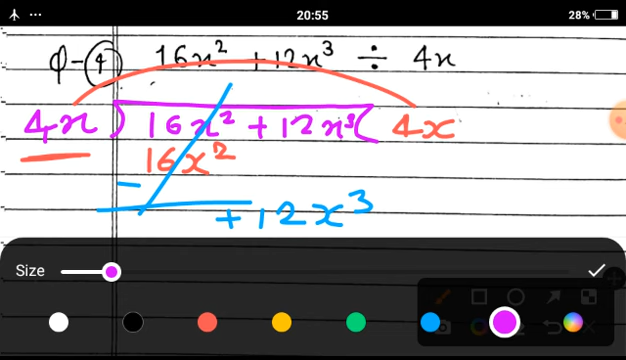 20:55 28%
Q-4 16x² + 12x³ ÷ 4x
4x ) 16x² + 12x³ ( 4x
16x²
−
+12x³
Size